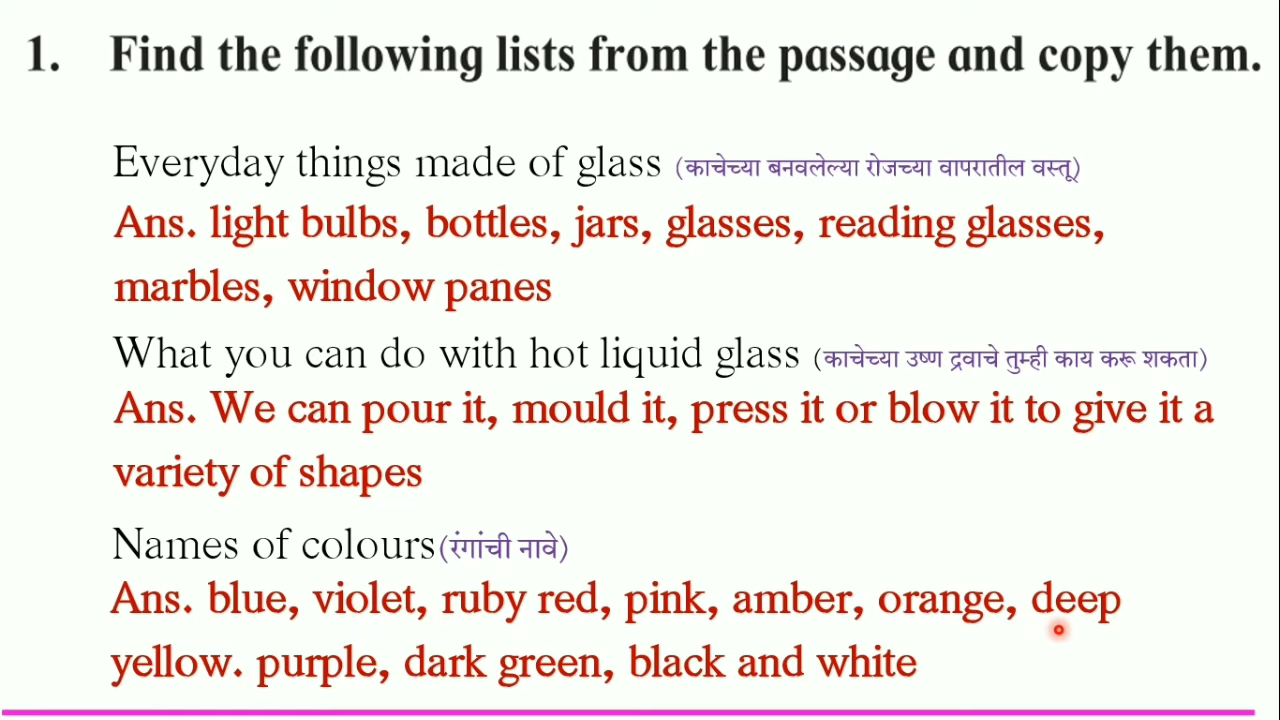 1. Find the following lists from the passage and copy them.
Everyday things made of glass (काचेच्या बनवलेल्या रोजच्या वापरातील वस्तू)
Ans. light bulbs, bottles, jars, glasses, reading glasses,
marbles, window panes
What you can do with hot liquid glass (काचेच्या उष्ण द्रवाचे तुम्ही काय करू शकता)
Ans. We can pour it, mould it, press it or blow it to give it a
variety of shapes
Names of colours(रंगांची नावे)
Ans. blue, violet, ruby red, pink, amber, orange, deep
yellow. purple, dark green, black and white